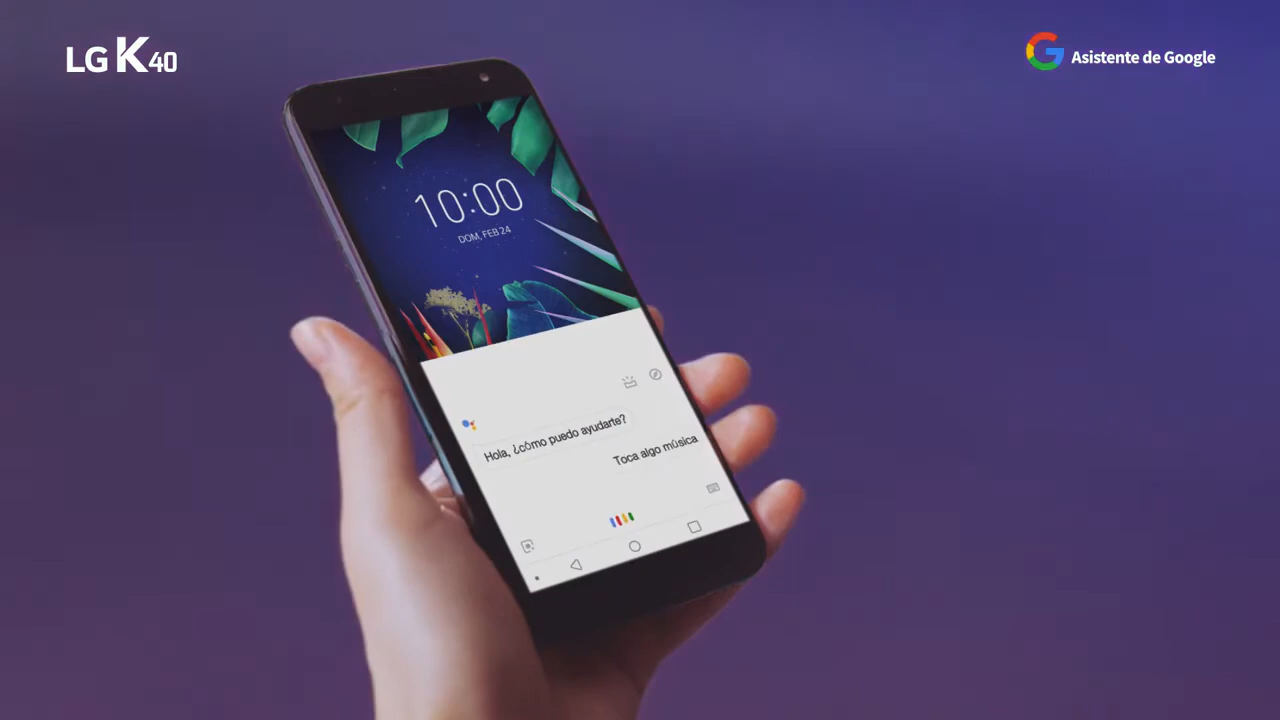 LG K40
Asistente de Google
10:00
DOM, FEB 24
Hola, ¿cómo puedo ayudarte?
Toca algo música